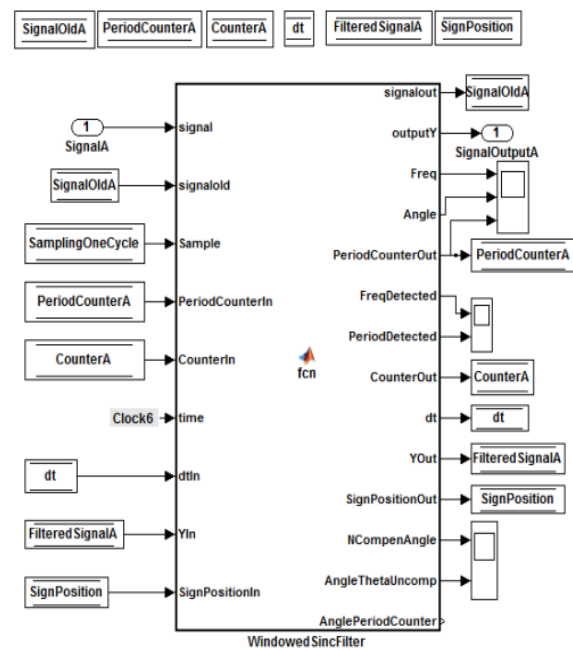 SignalOldA PeriodCounterA CounterA dt FilteredSignalA SignPosition
signalout SignalOldA
1 signal outputY 1
SignalA SignalOutputA
Freq
SignalOldA signalold
Angle
SamplingOneCycle Sample PeriodCounterOut PeriodCounterA
PeriodCounterA PeriodCounterIn FreqDetected
PeriodDetected
CounterA CounterIn fcn CounterOut CounterA
Clock6 time dt dt
YOut FilteredSignalA
dt dtIn
SignPositionOut SignPosition
FilteredSignalA YIn NCompenAngle
AngleThetaUncomp
SignPosition SignPositionIn
AnglePeriodCounter
WindowedSincFilter